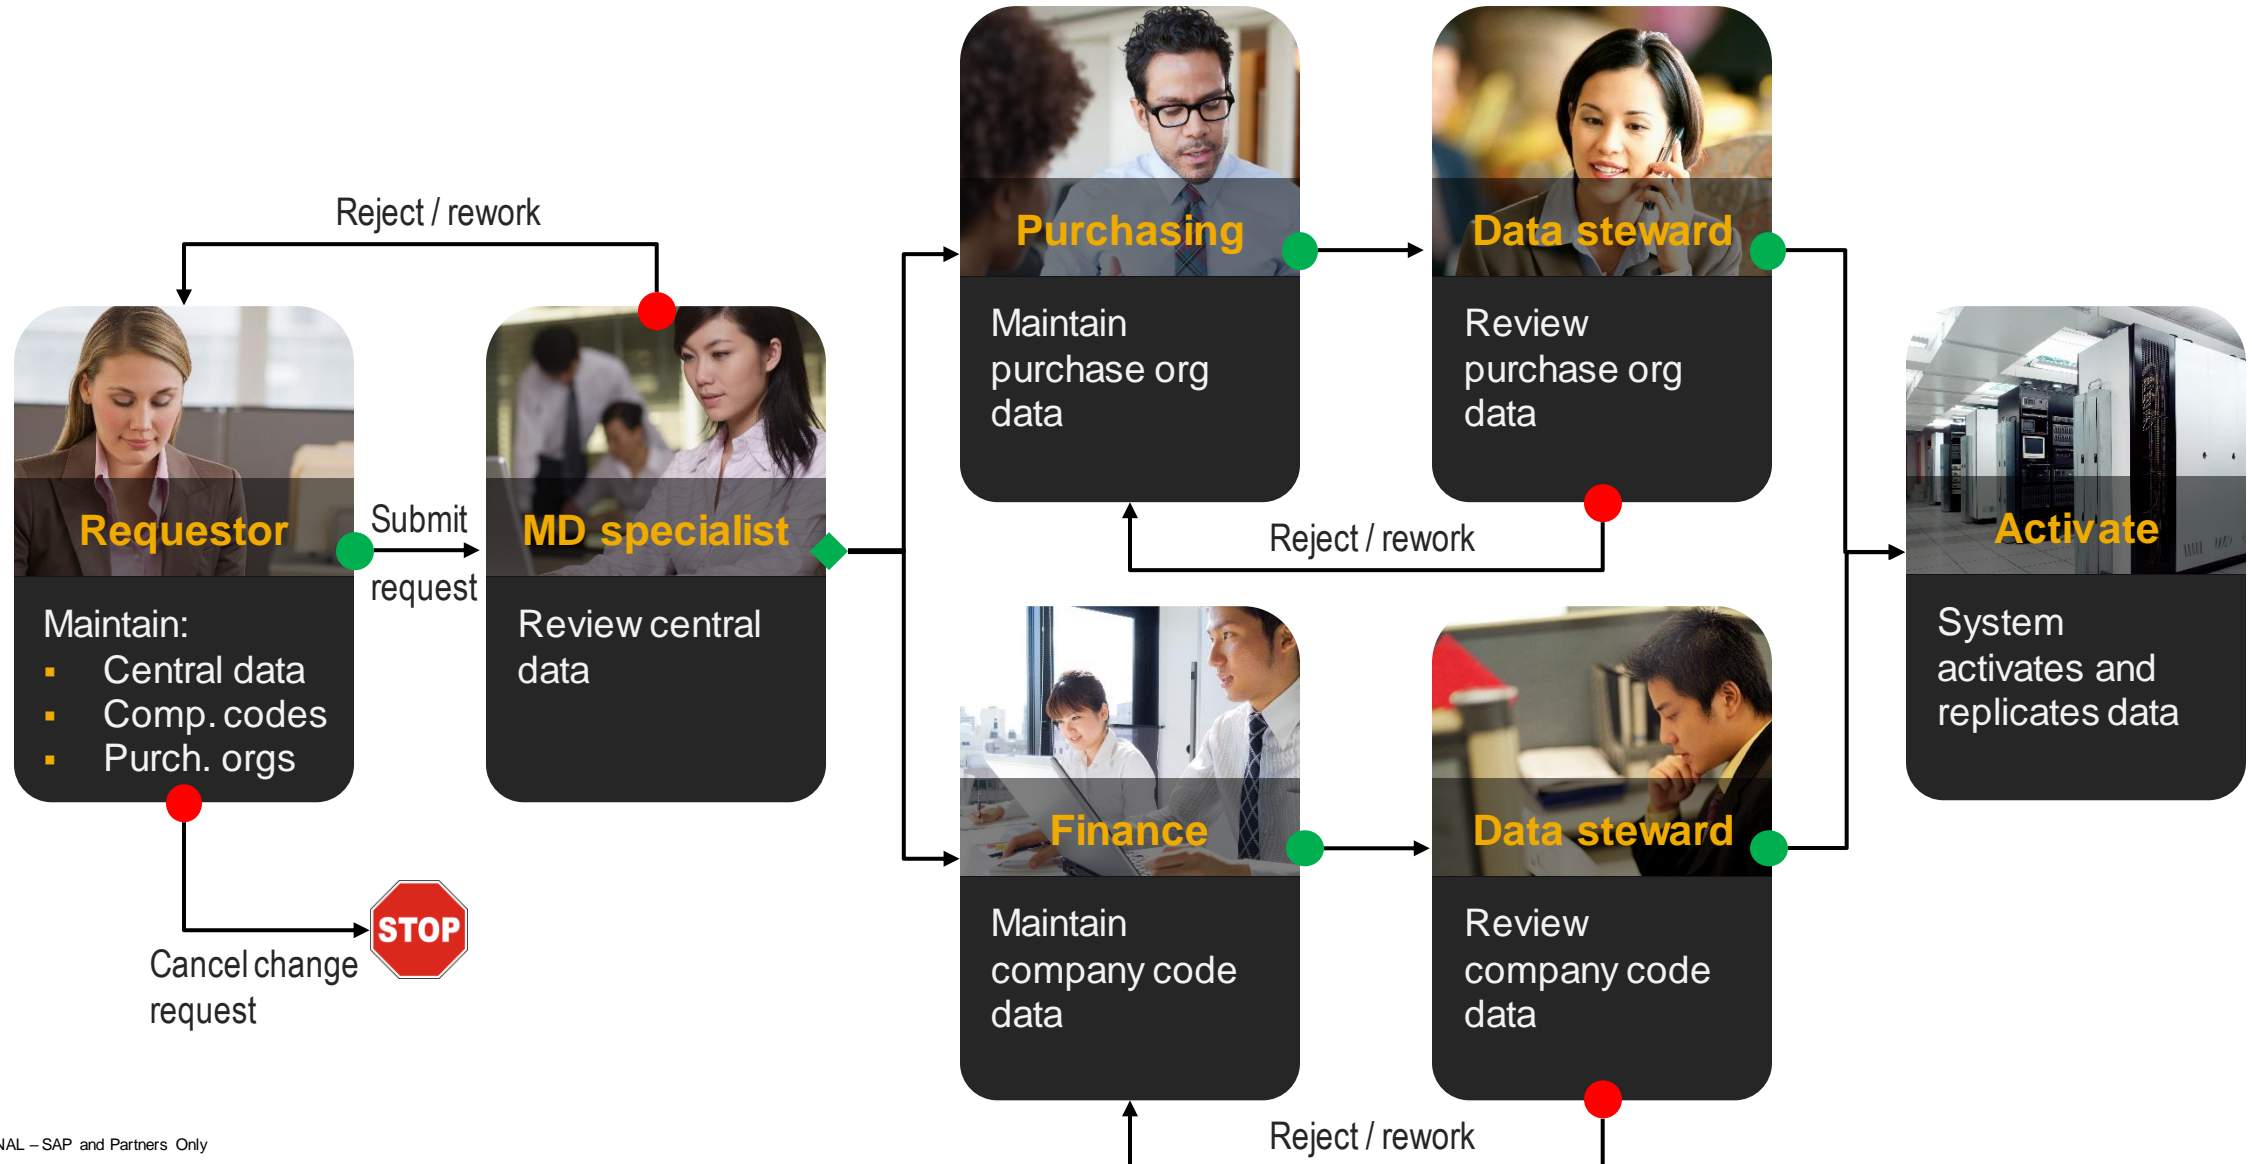 Reject / rework
Requestor
Maintain:
Central data
Comp. codes
Purch. orgs
Submit
request
Cancel change
request
STOP
MD specialist
Review central
data
Purchasing
Maintain
purchase org
data
Data steward
Review
purchase org
data
Reject / rework
Finance
Maintain
company code
data
Data steward
Review
company code
data
Reject / rework
Activate
System
activates and
replicates data
– SAP and Partners Only